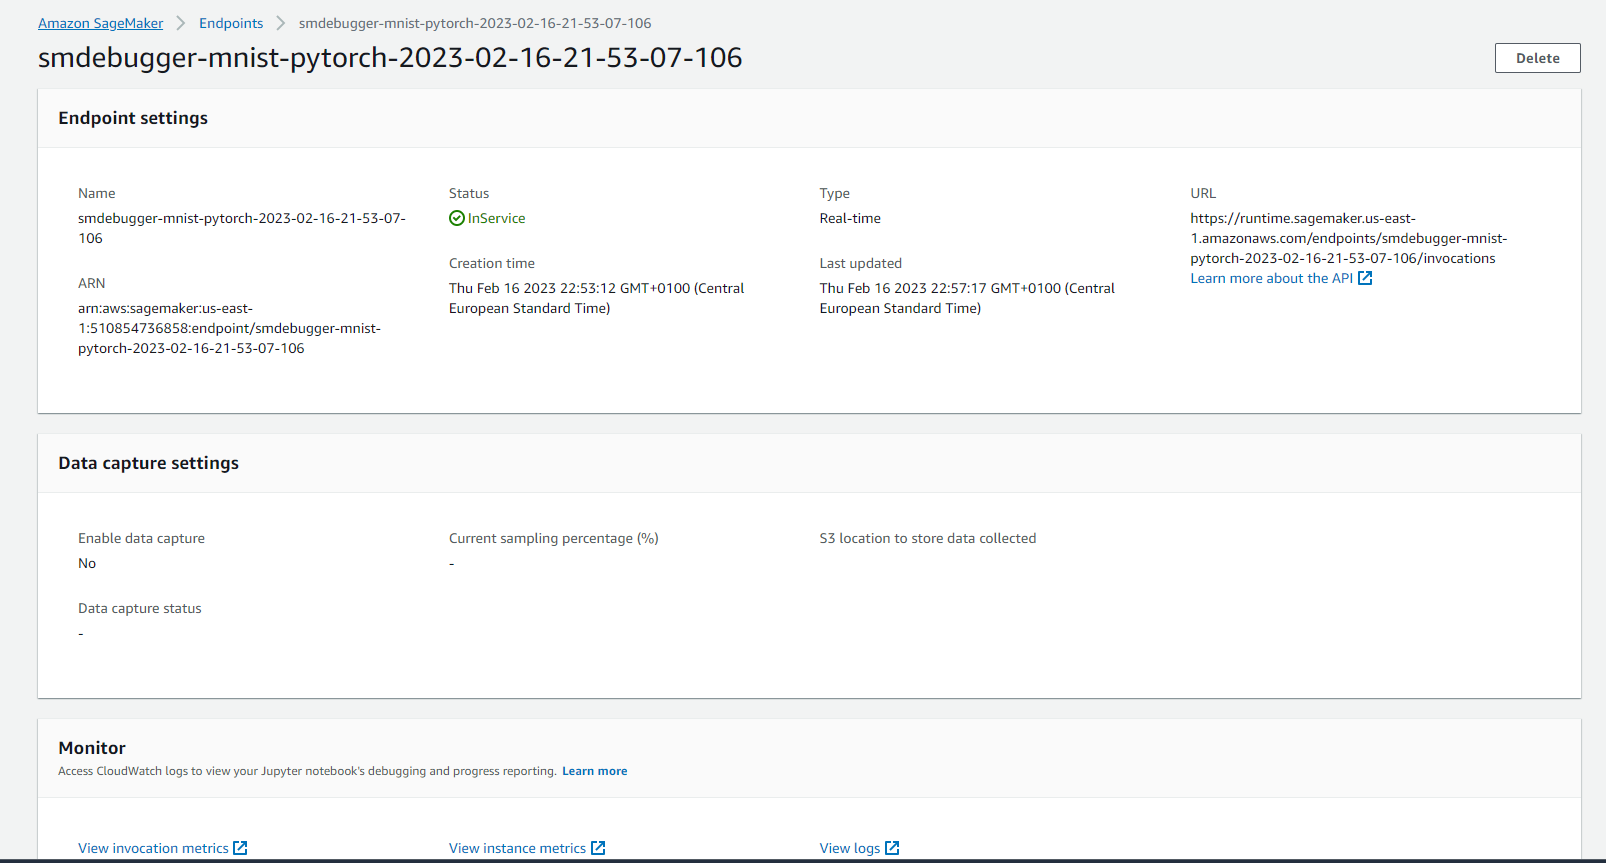 Amazon SageMaker > Endpoints > smdebugger-mnist-pytorch-2023-02-16-21-53-07-106
smdebugger-mnist-pytorch-2023-02-16-21-53-07-106
Delete
Endpoint settings
Name
smdebugger-mnist-pytorch-2023-02-16-21-53-07-
106
ARN
arn:aws:sagemaker:us-east-
1:510854736858:endpoint/smdebugger-mnist-
pytorch-2023-02-16-21-53-07-106
Status
InService
Creation time
Thu Feb 16 2023 22:53:12 GMT+0100 (Central
European Standard Time)
Type
Real-time
Last updated
Thu Feb 16 2023 22:57:17 GMT+0100 (Central
European Standard Time)
URL
https://runtime.sagemaker.us-east-
1.amazonaws.com/endpoints/smdebugger-mnist-
pytorch-2023-02-16-21-53-07-106/invocations
Learn more about the API
Data capture settings
Enable data capture
No
Data capture status
-
Current sampling percentage (%)
-
S3 location to store data collected
Monitor
Access CloudWatch logs to view your Jupyter notebook's debugging and progress reporting. Learn more
View invocation metrics
View instance metrics
View logs